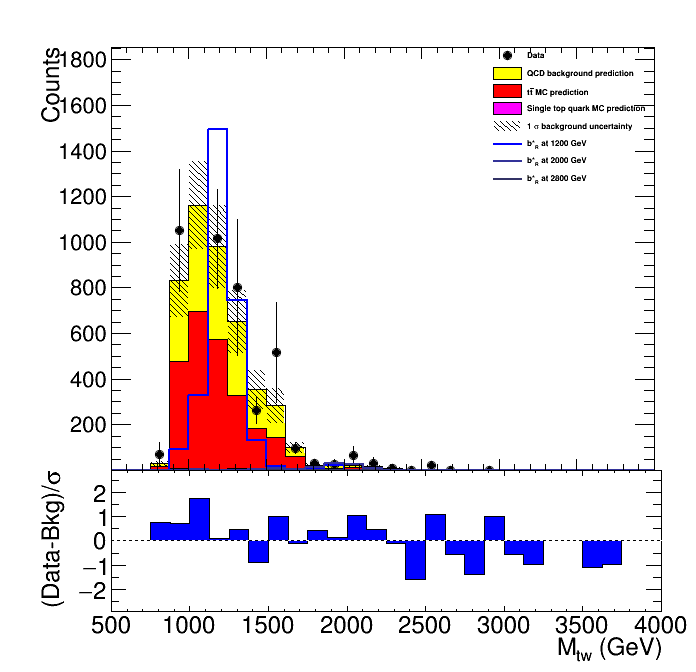 Counts
1800
1600
1400
1200
1000
800
600
400
200
Data
QCD background prediction
tt̄ MC prediction
Single top quark MC prediction
1 σ background uncertainty
b*R at 1200 GeV
b*R at 2000 GeV
b*R at 2800 GeV
(Data-Bkg)/σ
2
1
0
−1
−2
500 1000 1500 2000 2500 3000 3500 4000
Mtw (GeV)